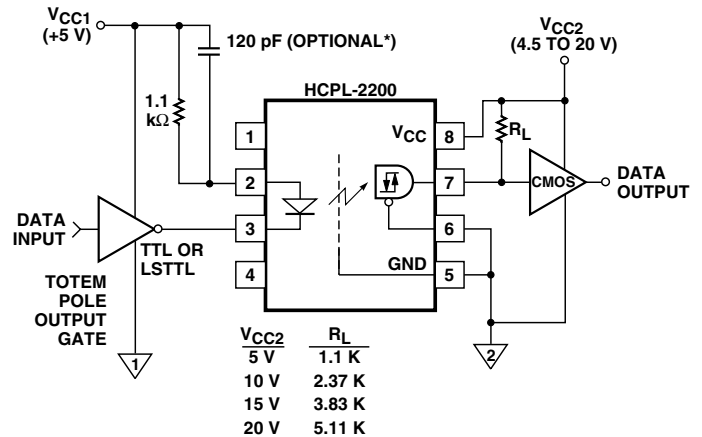 VCC1
(+5 V)
120 pF (OPTIONAL*)
VCC2
(4.5 TO 20 V)
HCPL-2200
1.1
kΩ
1
VCC
8
RL
2
7
CMOS
DATA
OUTPUT
DATA
INPUT
3
6
TTL OR
LSTTL
4
GND
5
TOTEM
POLE
OUTPUT
GATE
1
2
VCC2 RL
5 V 1.1 K
10 V 2.37 K
15 V 3.83 K
20 V 5.11 K